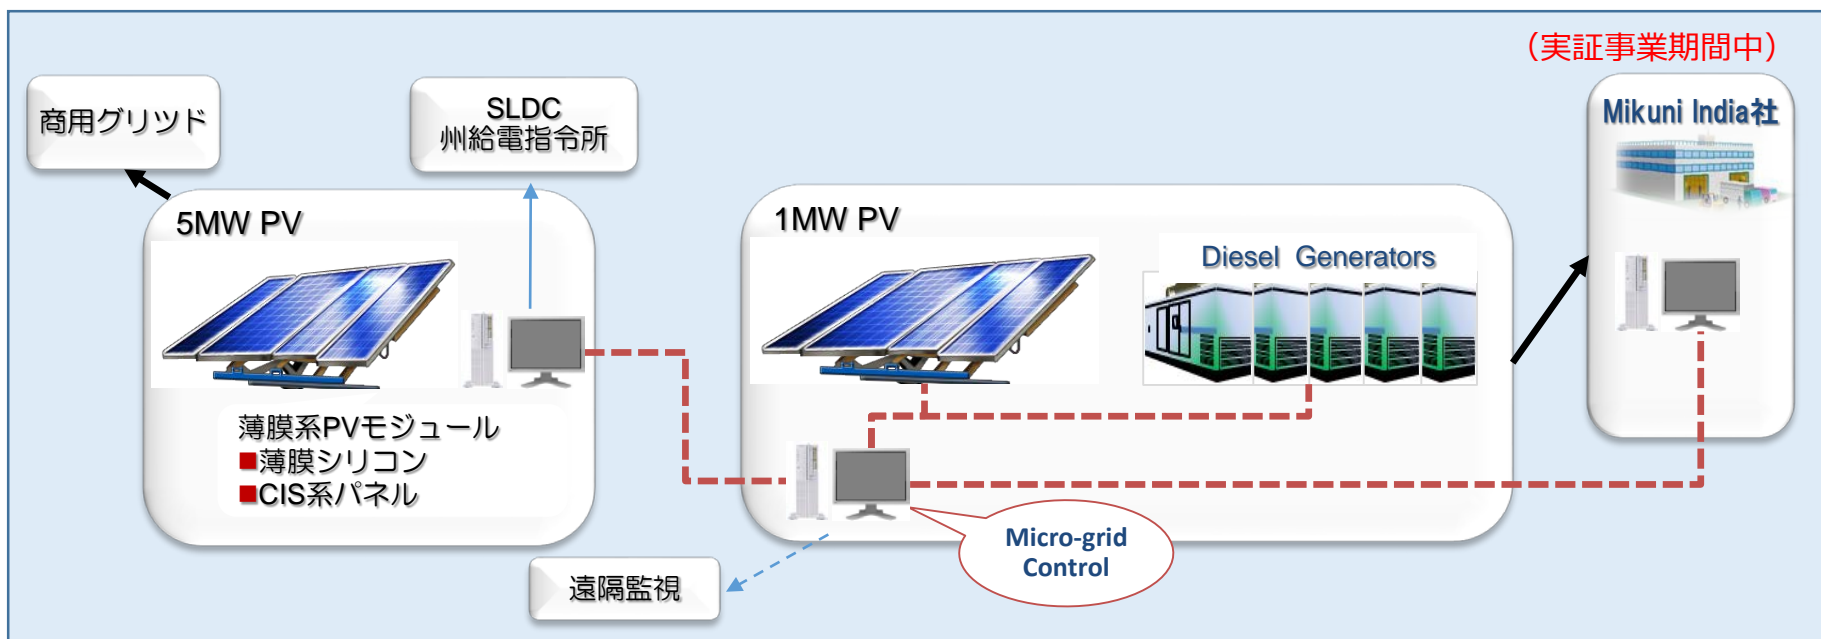 （実証事業期間中）
商用グリッド
SLDC
州給電指令所
Mikuni India社
5MW PV
1MW PV
Diesel Generators
薄膜系PVモジュール
■薄膜シリコン
■CIS系パネル
Micro-grid
Control
遠隔監視